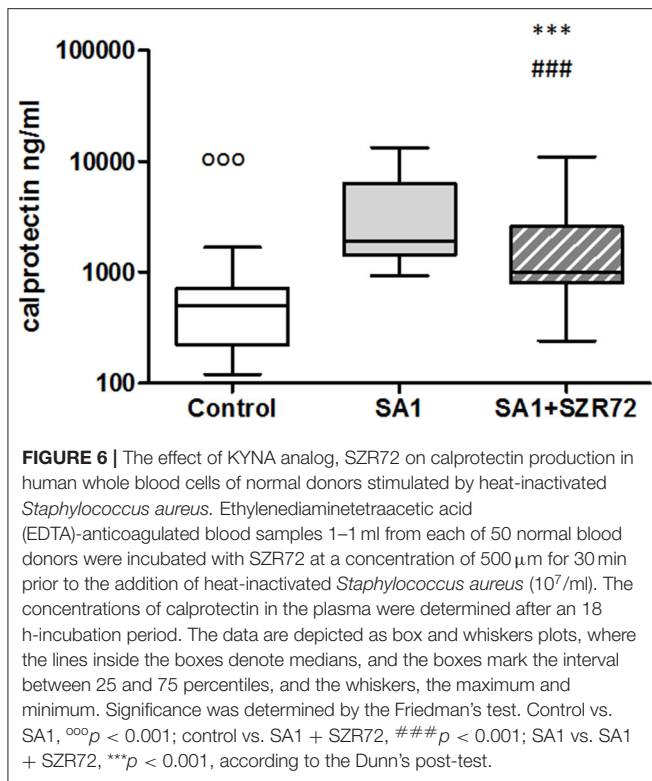 ***
###
100000
10000
1000
100
calprotectin ng/ml
ooo
Control
SA1
SA1+SZR72
FIGURE 6 | The effect of KYNA analog, SZR72 on calprotectin production in
human whole blood cells of normal donors stimulated by heat-inactivated
Staphylococcus aureus. Ethylenediaminetetraacetic acid
(EDTA)-anticoagulated blood samples 1–1 ml from each of 50 normal blood
donors were incubated with SZR72 at a concentration of 500 μm for 30 min
prior to the addition of heat-inactivated Staphylococcus aureus (10⁷/ml). The
concentrations of calprotectin in the plasma were determined after an 18
h-incubation period. The data are depicted as box and whiskers plots, where
the lines inside the boxes denote medians, and the boxes mark the interval
between 25 and 75 percentiles, and the whiskers, the maximum and
minimum. Significance was determined by the Friedman's test. Control vs.
SA1, ᵒᵒᵒp < 0.001; control vs. SA1 + SZR72, ###p < 0.001; SA1 vs. SA1
+ SZR72, ***p < 0.001, according to the Dunn's post-test.